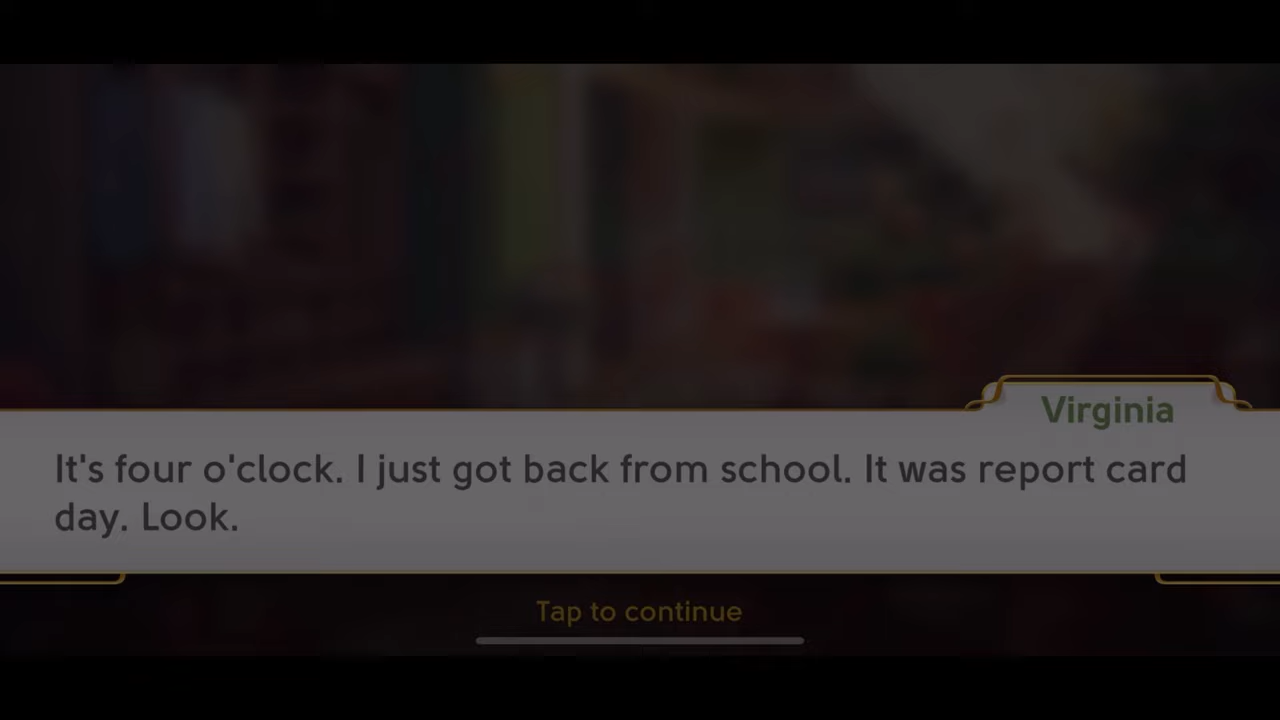 Virginia
It's four o'clock. I just got back from school. It was report card
day. Look.
Tap to continue